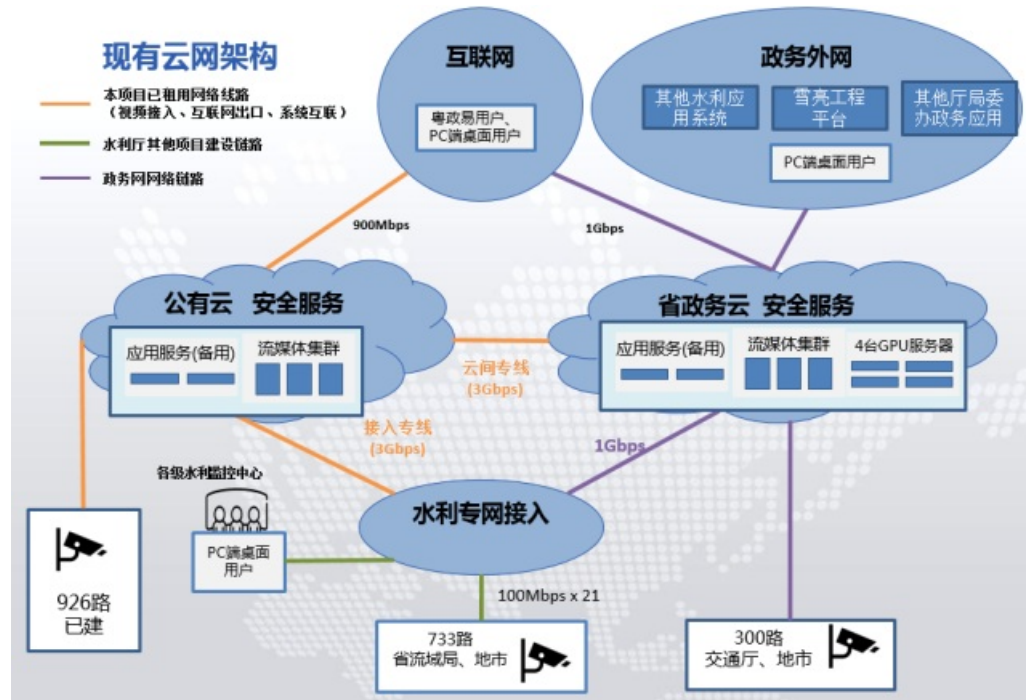 现有云网架构
本项目已租用网络线路
（视频接入、互联网出口、系统互联）
水利厅其他项目建设链路
政务网网络链路
互联网
粤政易用户、
PC端桌面用户
政务外网
其他水利应
用系统
雪亮工程
平台
其他厅局委
办政务应用
PC端桌面用户
900Mbps
1Gbps
公有云 安全服务
应用服务(备用)
流媒体集群
省政务云 安全服务
应用服务(备用)
流媒体集群
4台GPU服务器
云间专线
(3Gbps)
接入专线
(3Gbps)
1Gbps
各级水利监控中心
PC端桌面
用户
水利专网接入
926路
已建
100Mbps x 21
733路
省流域局、地市
300路
交通厅、地市